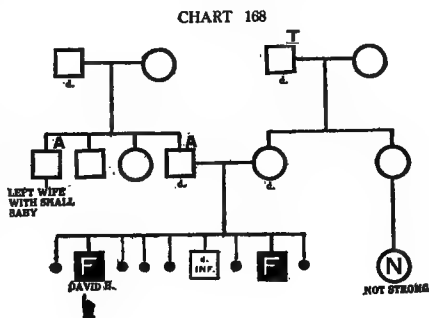 CHART 168
T
d.
d.
A
A
d.
d.
LEFT WIFE
WITH SMALL
BABY
F
d.
INF.
F
N
DAVID H.
NOT STRONG